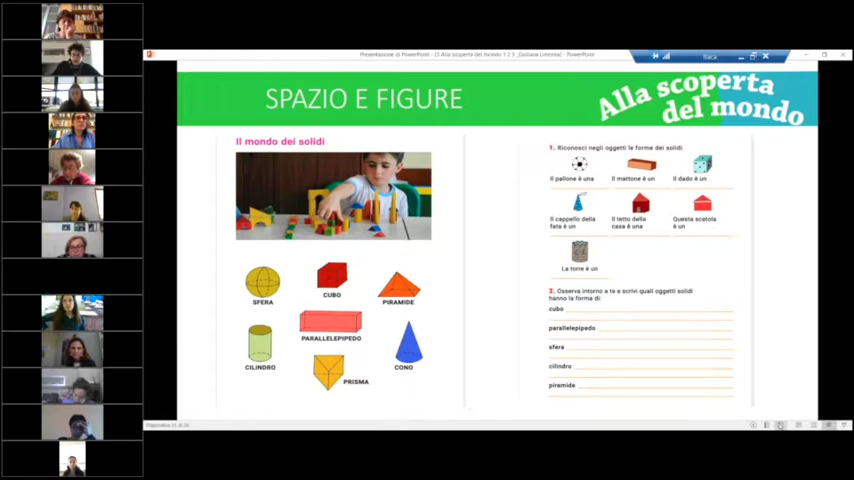 Presentazione di PowerPoint - [3 Alla scoperta del mondo 1 2 3 _Giuliana Limonta] - PowerPoint
Itaca
SPAZIO E FIGURE
Alla scoperta
del mondo
Il mondo dei solidi
SFERA
CUBO
PIRAMIDE
CILINDRO
PARALLELEPIPEDO
CONO
PRISMA
1. Riconosci negli oggetti le forme dei solidi.
Il pallone è una
Il mattone è un
Il dado è un
Il cappello della
fata è un
Il tetto della
casa è una
Questa scatola
è un
La torre è un
2. Osserva intorno a te e scrivi quali oggetti solidi
hanno la forma di:
cubo
parallelepipedo
sfera
cilindro
piramide